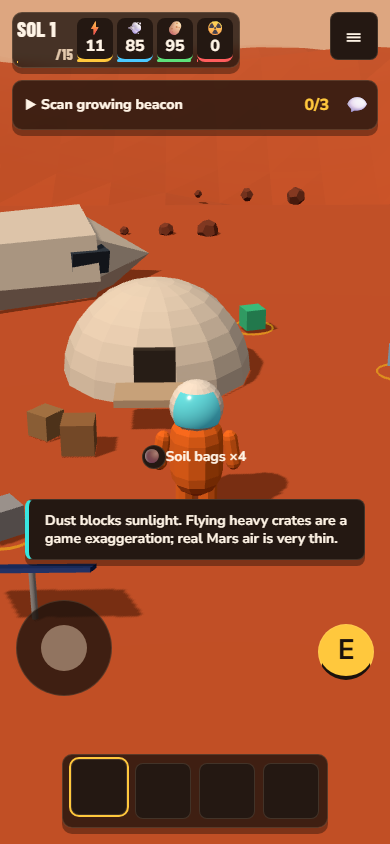 SOL 1
/15
11
85
95
0
▶ Scan growing beacon
0/3
Soil bags ×4
Dust blocks sunlight. Flying heavy crates are a
game exaggeration; real Mars air is very thin.
E